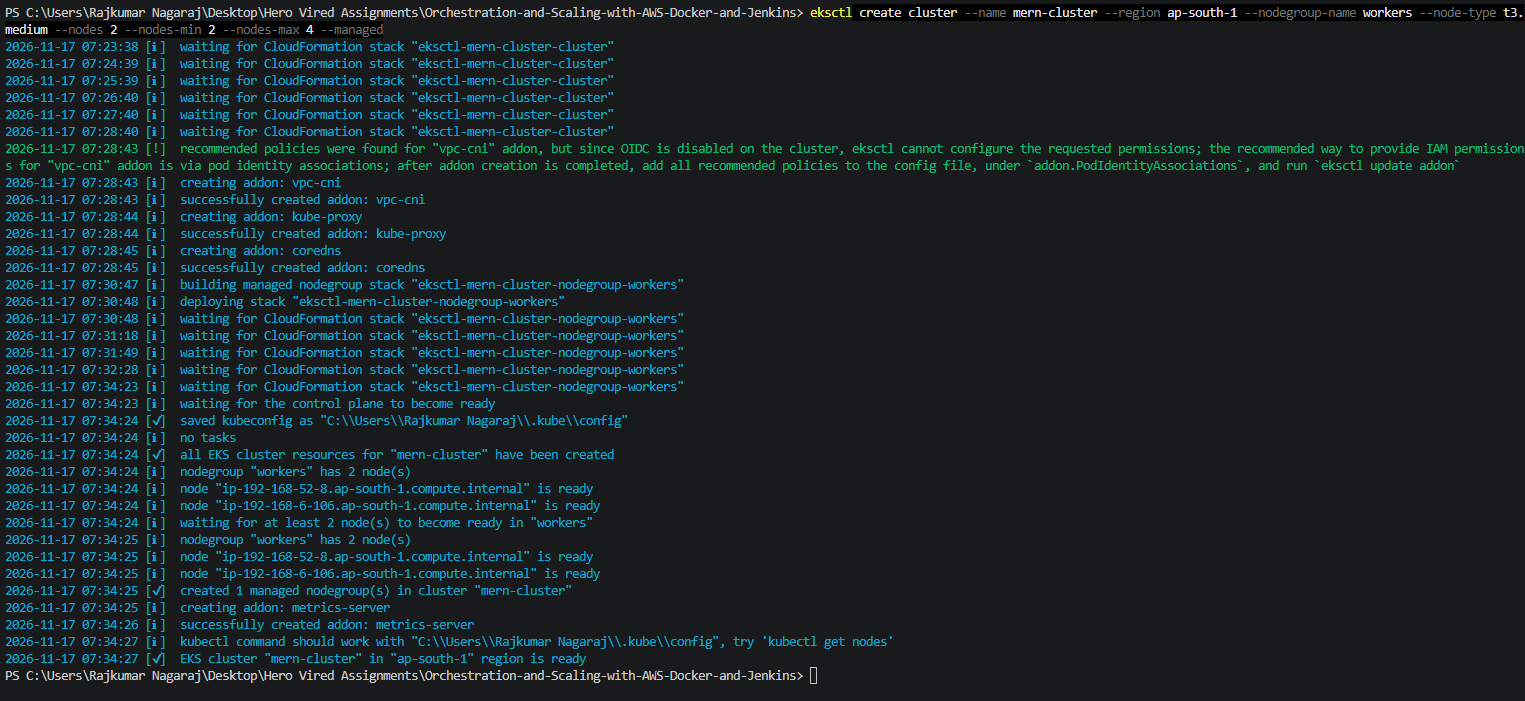 PS C:\Users\Rajkumar Nagaraj\Desktop\Hero Vired Assignments\Orchestration-and-Scaling-with-AWS-Docker-and-Jenkins> eksctl create cluster --name mern-cluster --region ap-south-1 --nodegroup-name workers --node-type t3.
medium --nodes 2 --nodes-min 2 --nodes-max 4 --managed
2026-11-17 07:23:38 [ℹ]  waiting for CloudFormation stack "eksctl-mern-cluster-cluster"
2026-11-17 07:24:39 [ℹ]  waiting for CloudFormation stack "eksctl-mern-cluster-cluster"
2026-11-17 07:25:39 [ℹ]  waiting for CloudFormation stack "eksctl-mern-cluster-cluster"
2026-11-17 07:26:40 [ℹ]  waiting for CloudFormation stack "eksctl-mern-cluster-cluster"
2026-11-17 07:27:40 [ℹ]  waiting for CloudFormation stack "eksctl-mern-cluster-cluster"
2026-11-17 07:28:40 [ℹ]  waiting for CloudFormation stack "eksctl-mern-cluster-cluster"
2026-11-17 07:28:43 [!]  recommended policies were found for "vpc-cni" addon, but since OIDC is disabled on the cluster, eksctl cannot configure the requested permissions; the recommended way to provide IAM permission
s for "vpc-cni" addon is via pod identity associations; after addon creation is completed, add all recommended policies to the config file, under `addon.PodIdentityAssociations`, and run `eksctl update addon`
2026-11-17 07:28:43 [ℹ]  creating addon: vpc-cni
2026-11-17 07:28:43 [ℹ]  successfully created addon: vpc-cni
2026-11-17 07:28:44 [ℹ]  creating addon: kube-proxy
2026-11-17 07:28:44 [ℹ]  successfully created addon: kube-proxy
2026-11-17 07:28:45 [ℹ]  creating addon: coredns
2026-11-17 07:28:45 [ℹ]  successfully created addon: coredns
2026-11-17 07:30:47 [ℹ]  building managed nodegroup stack "eksctl-mern-cluster-nodegroup-workers"
2026-11-17 07:30:48 [ℹ]  deploying stack "eksctl-mern-cluster-nodegroup-workers"
2026-11-17 07:30:48 [ℹ]  waiting for CloudFormation stack "eksctl-mern-cluster-nodegroup-workers"
2026-11-17 07:31:18 [ℹ]  waiting for CloudFormation stack "eksctl-mern-cluster-nodegroup-workers"
2026-11-17 07:31:49 [ℹ]  waiting for CloudFormation stack "eksctl-mern-cluster-nodegroup-workers"
2026-11-17 07:32:28 [ℹ]  waiting for CloudFormation stack "eksctl-mern-cluster-nodegroup-workers"
2026-11-17 07:34:23 [ℹ]  waiting for CloudFormation stack "eksctl-mern-cluster-nodegroup-workers"
2026-11-17 07:34:23 [ℹ]  waiting for the control plane to become ready
2026-11-17 07:34:24 [✔]  saved kubeconfig as "C:\\Users\\Rajkumar Nagaraj\\.kube\\config"
2026-11-17 07:34:24 [ℹ]  no tasks
2026-11-17 07:34:24 [✔]  all EKS cluster resources for "mern-cluster" have been created
2026-11-17 07:34:24 [ℹ]  nodegroup "workers" has 2 node(s)
2026-11-17 07:34:24 [ℹ]  node "ip-192-168-52-8.ap-south-1.compute.internal" is ready
2026-11-17 07:34:24 [ℹ]  node "ip-192-168-6-106.ap-south-1.compute.internal" is ready
2026-11-17 07:34:24 [ℹ]  waiting for at least 2 node(s) to become ready in "workers"
2026-11-17 07:34:25 [ℹ]  nodegroup "workers" has 2 node(s)
2026-11-17 07:34:25 [ℹ]  node "ip-192-168-52-8.ap-south-1.compute.internal" is ready
2026-11-17 07:34:25 [ℹ]  node "ip-192-168-6-106.ap-south-1.compute.internal" is ready
2026-11-17 07:34:25 [✔]  created 1 managed nodegroup(s) in cluster "mern-cluster"
2026-11-17 07:34:25 [ℹ]  creating addon: metrics-server
2026-11-17 07:34:26 [ℹ]  successfully created addon: metrics-server
2026-11-17 07:34:27 [ℹ]  kubectl command should work with "C:\\Users\\Rajkumar Nagaraj\\.kube\\config", try 'kubectl get nodes'
2026-11-17 07:34:27 [✔]  EKS cluster "mern-cluster" in "ap-south-1" region is ready
PS C:\Users\Rajkumar Nagaraj\Desktop\Hero Vired Assignments\Orchestration-and-Scaling-with-AWS-Docker-and-Jenkins>